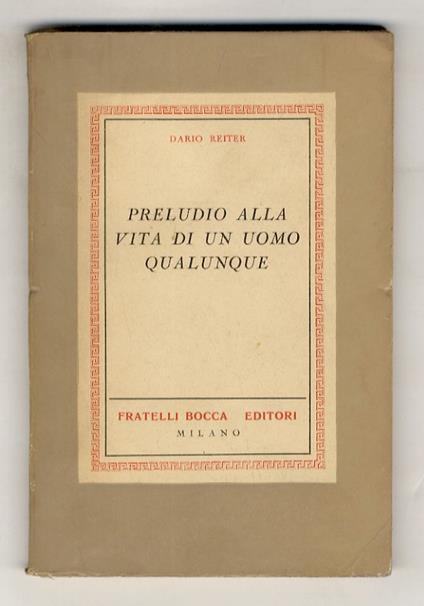 DARIO REITER
PRELUDIO ALLA
VITA DI UN UOMO
QUALUNQUE
FRATELLI BOCCA EDITORI
MILANO